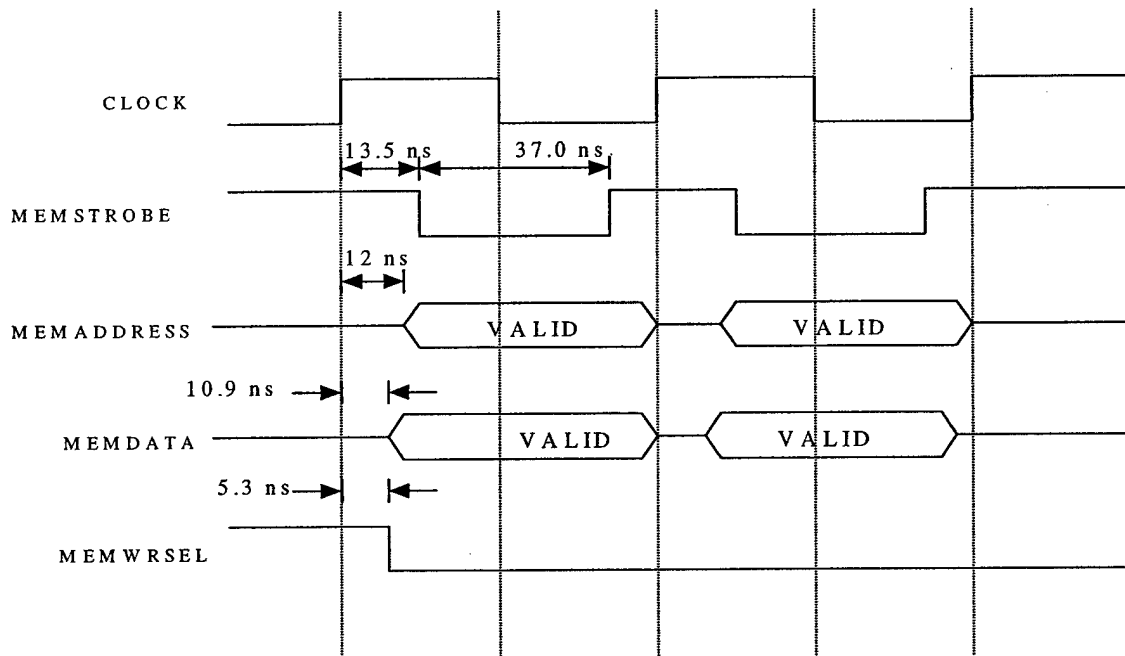 CLOCK
13.5 ns
37.0 ns
MEMSTROBE
12 ns
MEMADDRESS
VALID
VALID
10.9 ns
MEMDATA
VALID
VALID
5.3 ns
MEMWRSEL